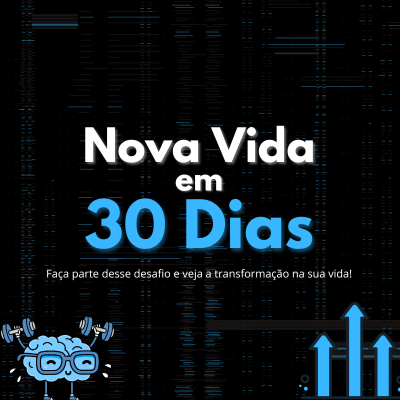 Nova Vida
em
30 Dias
Faça parte desse desafio e veja a transformação na sua vida!